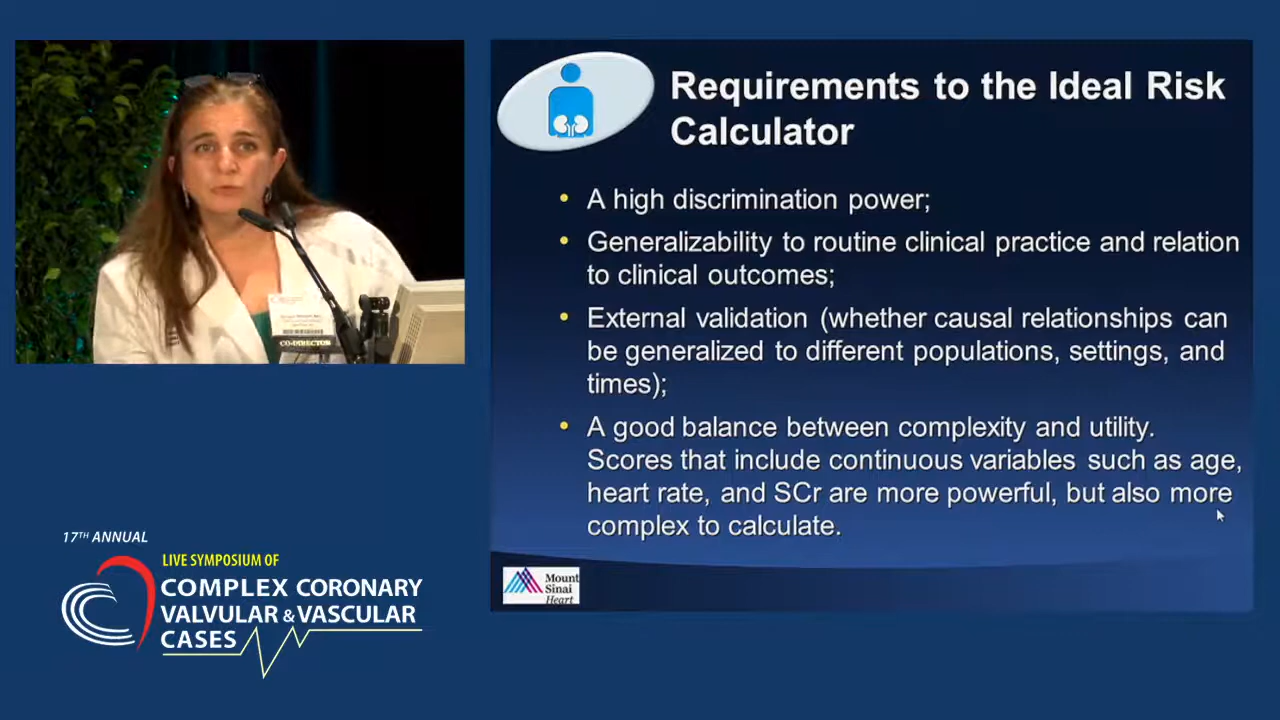 Requirements to the Ideal Risk
Calculator
• A high discrimination power;
• Generalizability to routine clinical practice and relation
to clinical outcomes;
• External validation (whether causal relationships can
be generalized to different populations, settings, and
times);
• A good balance between complexity and utility.
Scores that include continuous variables such as age,
heart rate, and SCr are more powerful, but also more
complex to calculate.
Mount
Sinai
Heart
CO-DIRECTOR
17TH ANNUAL
LIVE SYMPOSIUM OF
COMPLEX CORONARY
VALVULAR & VASCULAR
CASES